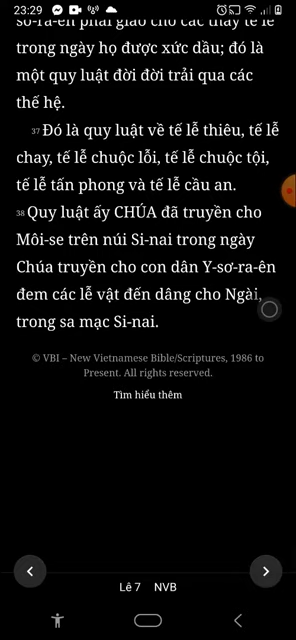 23:29
sơ-ra-ên phải giao cho các thầy tế lễ
trong ngày họ được xức dầu; đó là
một quy luật đời đời trải qua các
thế hệ.
37 Đó là quy luật về tế lễ thiêu, tế lễ
chay, tế lễ chuộc lỗi, tế lễ chuộc tội,
tế lễ tấn phong và tế lễ cầu an.
38 Quy luật ấy CHÚA đã truyền cho
Môi-se trên núi Si-nai trong ngày
Chúa truyền cho con dân Y-sơ-ra-ên
đem các lễ vật đến dâng cho Ngài,
trong sa mạc Si-nai.
© VBI – New Vietnamese Bible/Scriptures, 1986 to
Present. All rights reserved.
Tìm hiểu thêm
Lê 7 NVB